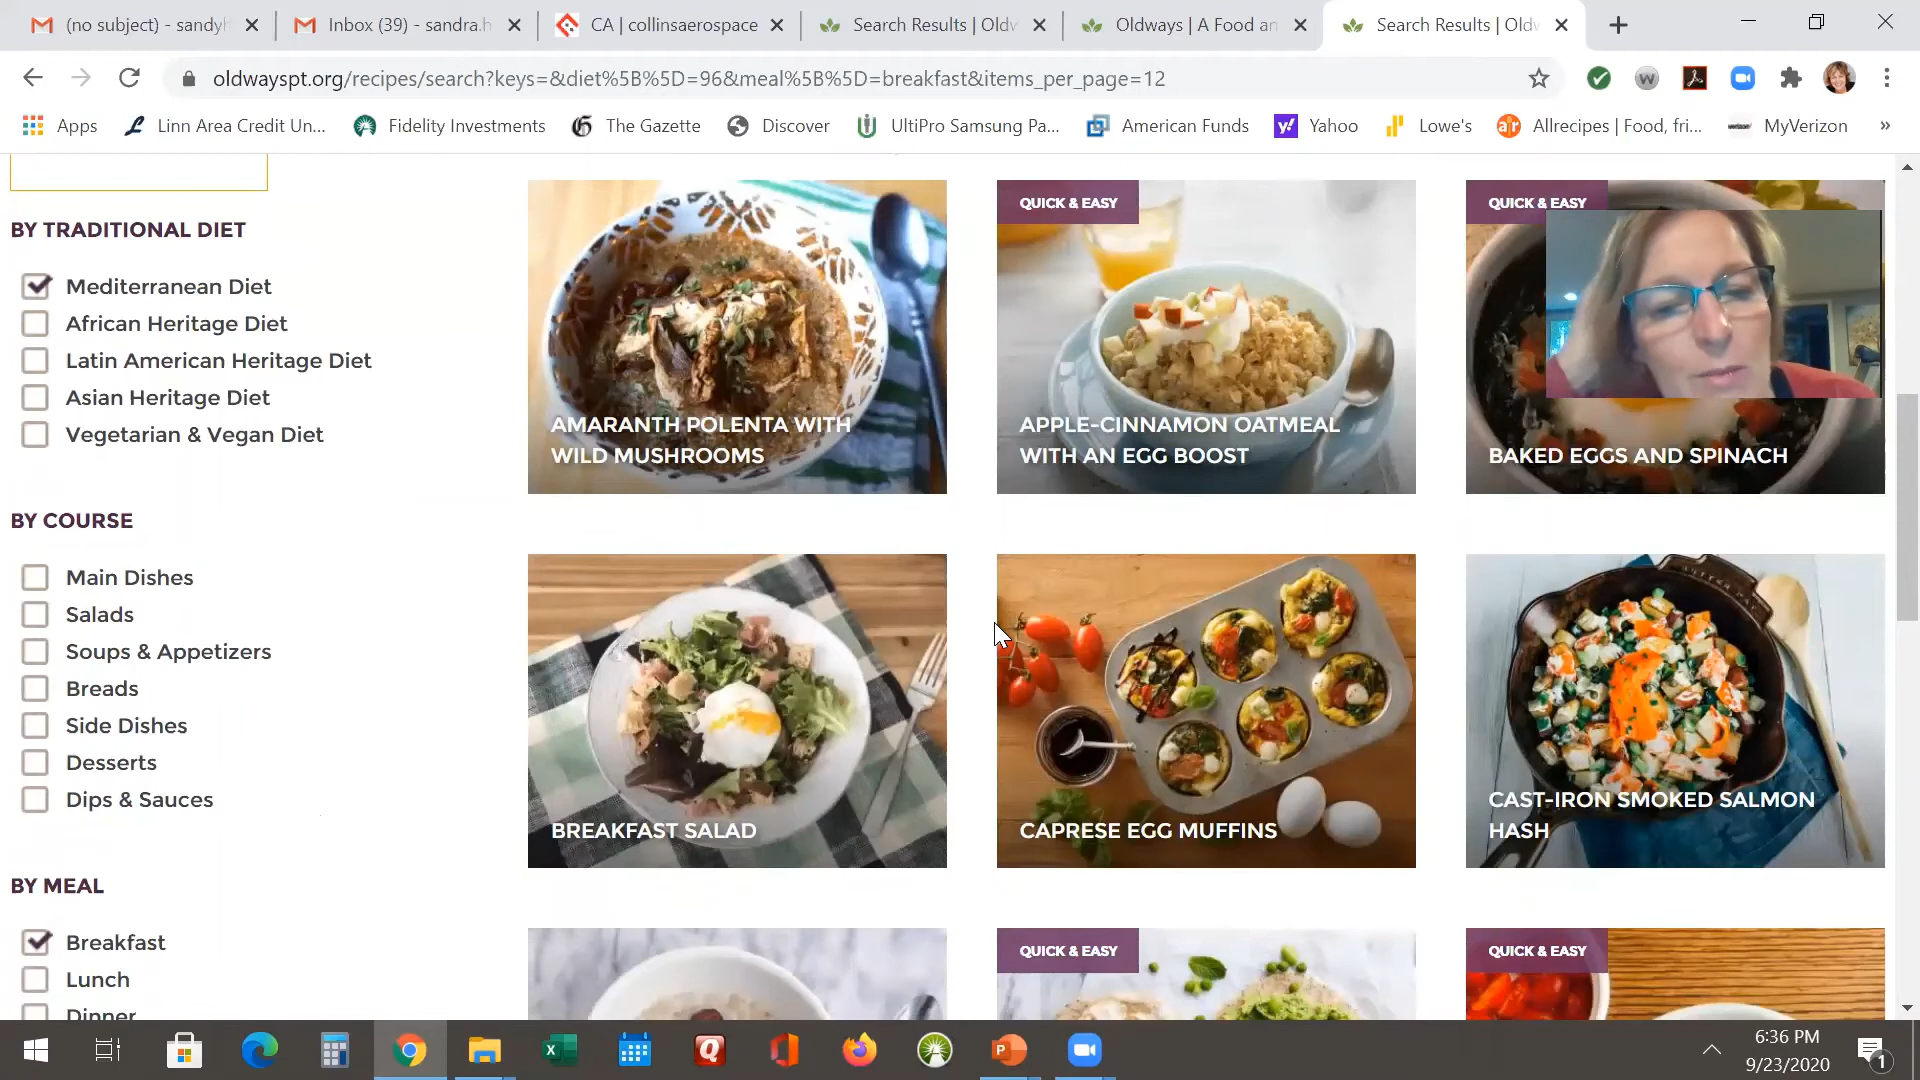 (no subject) - sandyh
Inbox (39) - sandra.h
CA | collinsaerospace
Search Results | Oldw
Oldways | A Food an
Search Results | Oldw
oldwayspt.org/recipes/search?keys=&diet%5B%5D=96&meal%5B%5D=breakfast&items_per_page=12
Apps
Linn Area Credit Un...
Fidelity Investments
The Gazette
Discover
UltiPro Samsung Pa...
American Funds
Yahoo
Lowe's
Allrecipes | Food, fri...
MyVerizon
»
BY TRADITIONAL DIET
Mediterranean Diet
African Heritage Diet
Latin American Heritage Diet
Asian Heritage Diet
Vegetarian & Vegan Diet
BY COURSE
Main Dishes
Salads
Soups & Appetizers
Breads
Side Dishes
Desserts
Dips & Sauces
BY MEAL
Breakfast
Lunch
Dinner
AMARANTH POLENTA WITH
WILD MUSHROOMS
QUICK & EASY
APPLE-CINNAMON OATMEAL
WITH AN EGG BOOST
QUICK & EASY
BAKED EGGS AND SPINACH
BREAKFAST SALAD
CAPRESE EGG MUFFINS
CAST-IRON SMOKED SALMON
HASH
QUICK & EASY
QUICK & EASY
6:36 PM
9/23/2020
1